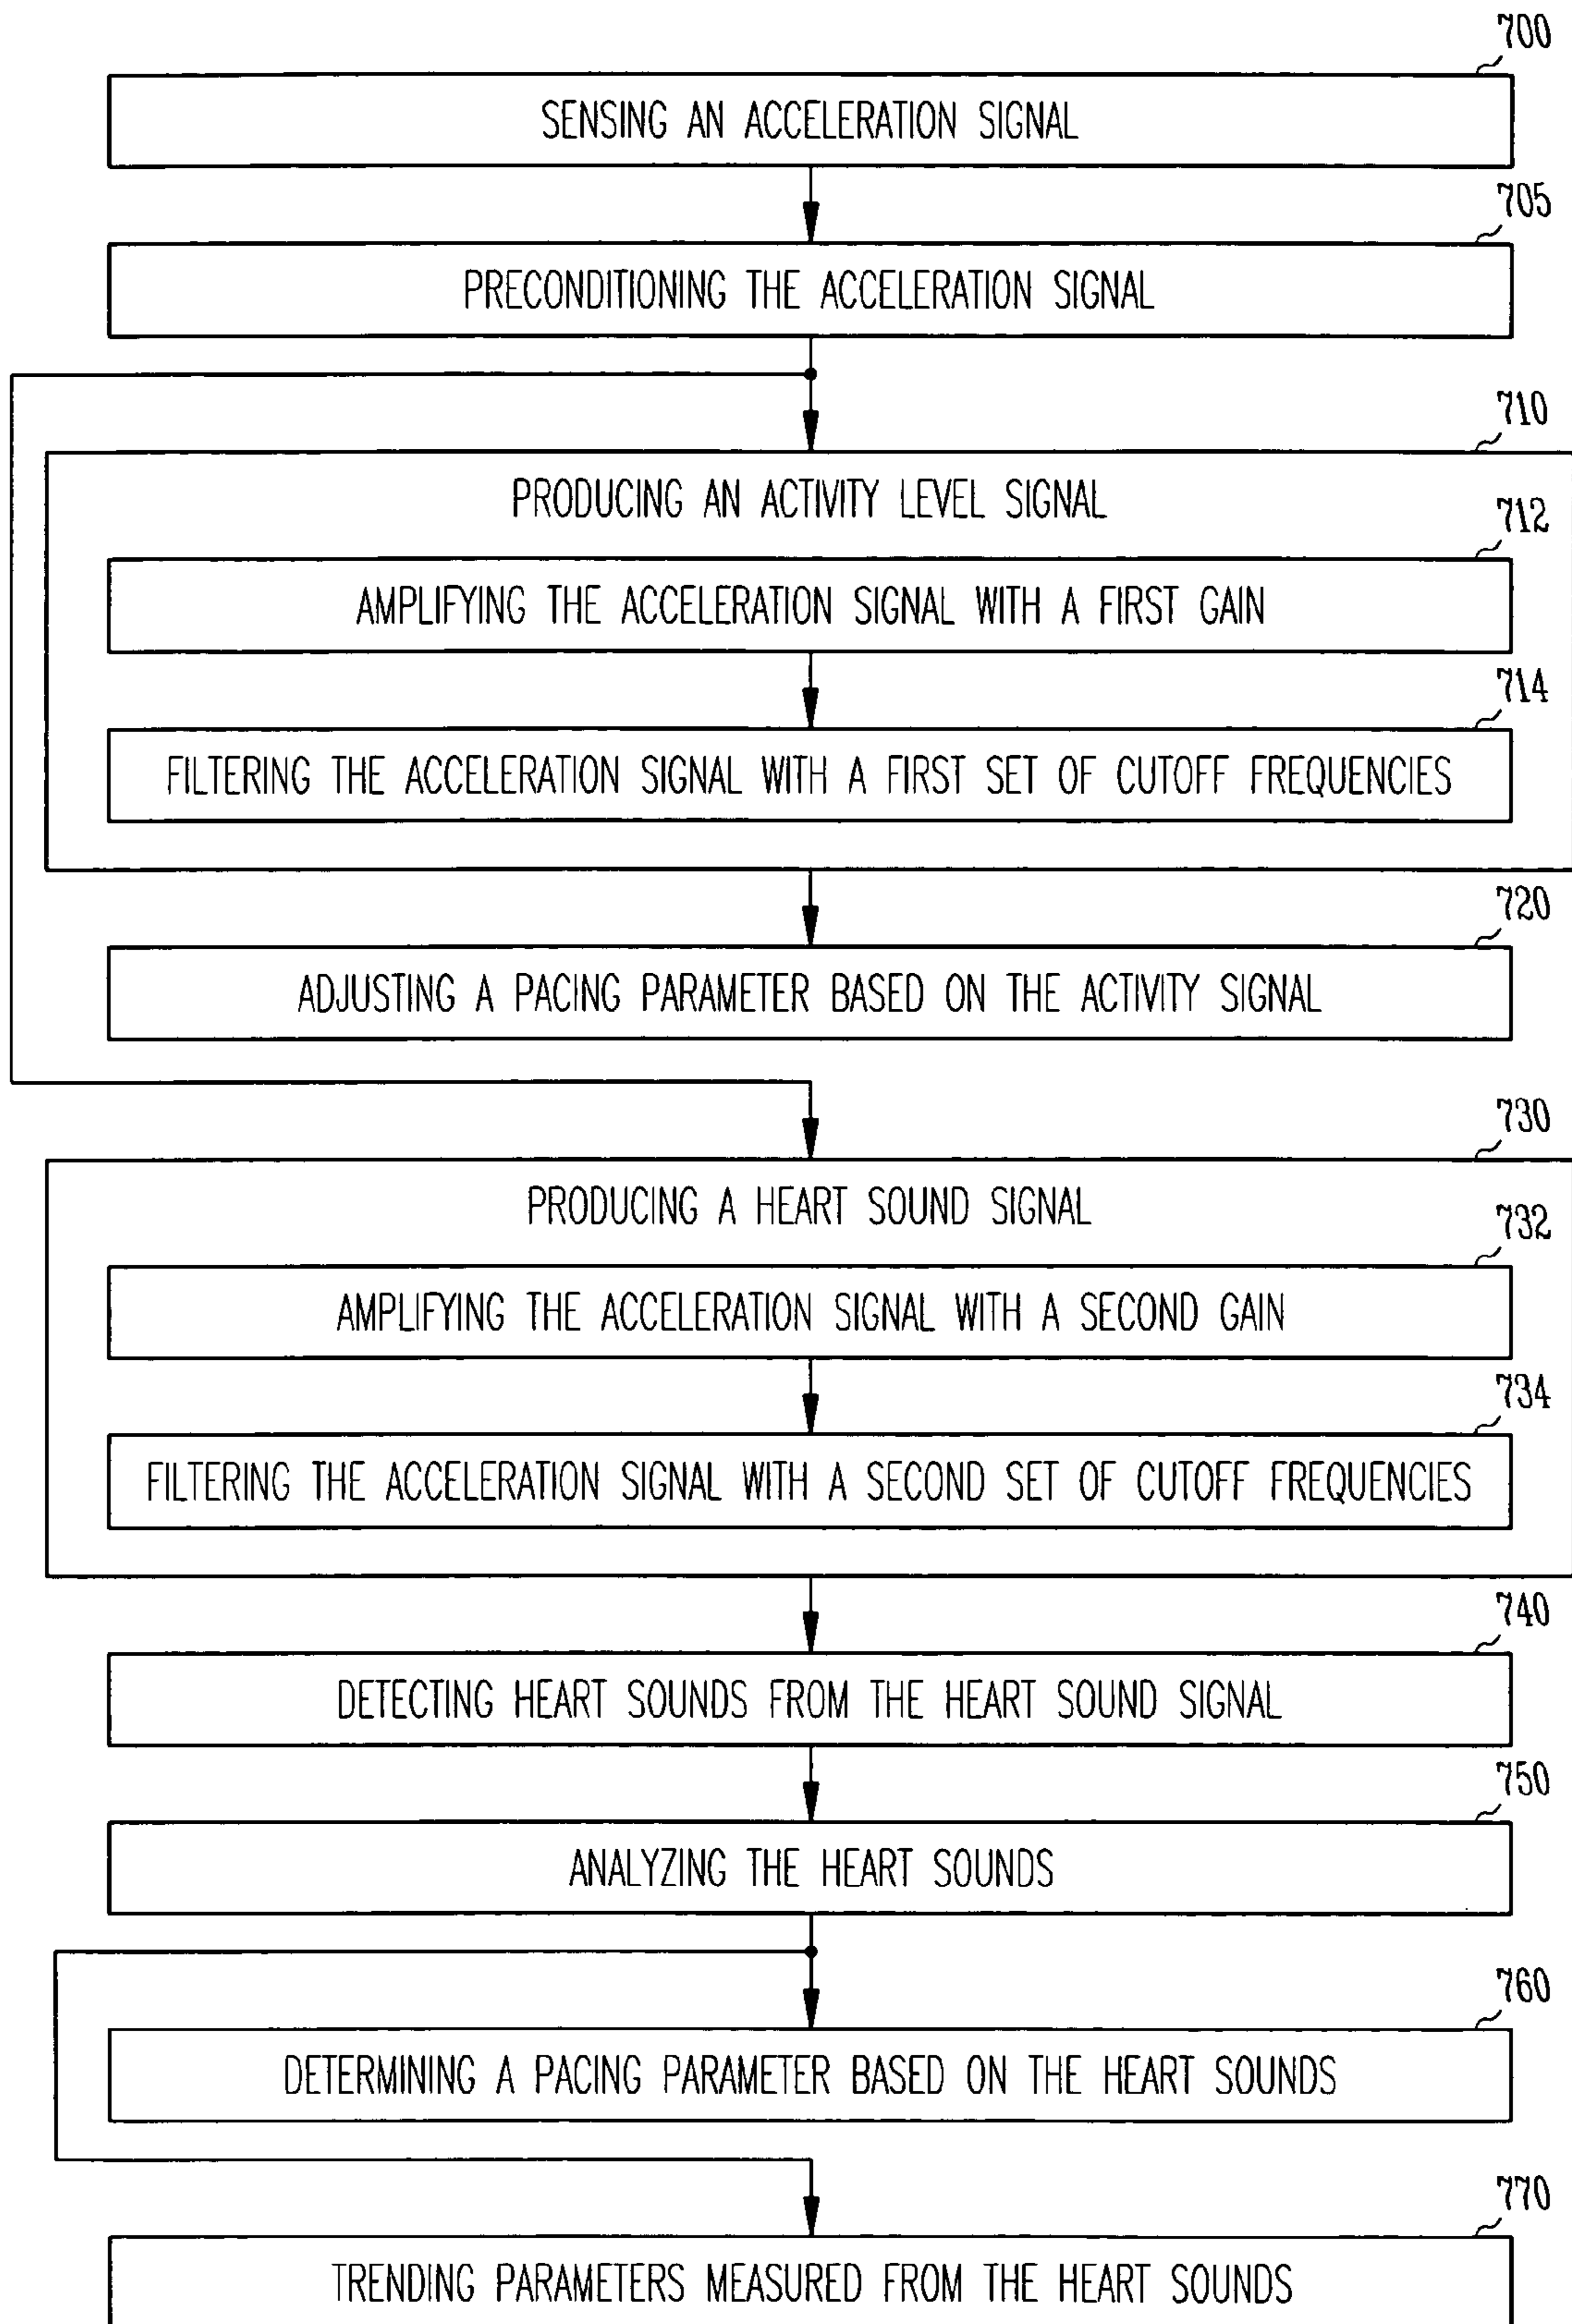 700
SENSING AN ACCELERATION SIGNAL
705
PRECONDITIONING THE ACCELERATION SIGNAL
710
PRODUCING AN ACTIVITY LEVEL SIGNAL
712
AMPLIFYING THE ACCELERATION SIGNAL WITH A FIRST GAIN
714
FILTERING THE ACCELERATION SIGNAL WITH A FIRST SET OF CUTOFF FREQUENCIES
720
ADJUSTING A PACING PARAMETER BASED ON THE ACTIVITY SIGNAL
730
PRODUCING A HEART SOUND SIGNAL
732
AMPLIFYING THE ACCELERATION SIGNAL WITH A SECOND GAIN
734
FILTERING THE ACCELERATION SIGNAL WITH A SECOND SET OF CUTOFF FREQUENCIES
740
DETECTING HEART SOUNDS FROM THE HEART SOUND SIGNAL
750
ANALYZING THE HEART SOUNDS
760
DETERMINING A PACING PARAMETER BASED ON THE HEART SOUNDS
770
TRENDING PARAMETERS MEASURED FROM THE HEART SOUNDS